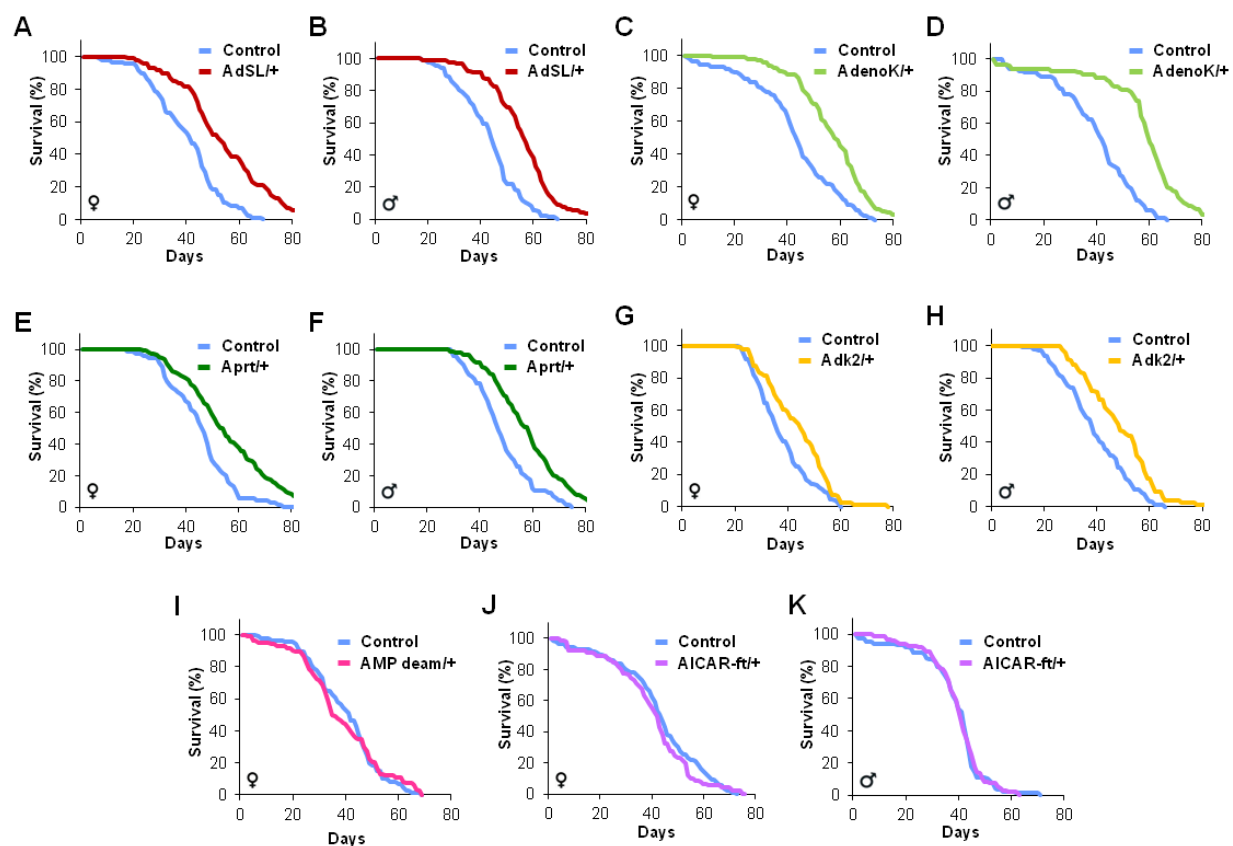 A
Control
AdSL/+
Survival (%)
100
80
60
40
20
0
♀
0 20 40 60 80
Days
B
Control
AdSL/+
Survival (%)
100
80
60
40
20
0
♂
0 20 40 60 80
Days
C
Control
AdenoK/+
Survival (%)
100
80
60
40
20
0
♀
0 20 40 60 80
Days
D
Control
AdenoK/+
Survival (%)
100
80
60
40
20
0
♂
0 20 40 60 80
Days
E
Control
Aprt/+
Survival (%)
100
80
60
40
20
0
♀
0 20 40 60 80
Days
F
Control
Aprt/+
Survival (%)
100
80
60
40
20
0
♂
0 20 40 60 80
Days
G
Control
Adk2/+
Survival (%)
100
80
60
40
20
0
♀
0 20 40 60 80
Days
H
Control
Adk2/+
Survival (%)
100
80
60
40
20
0
♂
0 20 40 60 80
Days
I
Control
AMP deam/+
Survival (%)
100
80
60
40
20
0
♀
0 20 40 60 80
Days
J
Control
AICAR-ft/+
Survival (%)
100
80
60
40
20
0
♀
0 20 40 60 80
Days
K
Control
AICAR-ft/+
Survival (%)
100
80
60
40
20
0
♂
0 20 40 60 80
Days